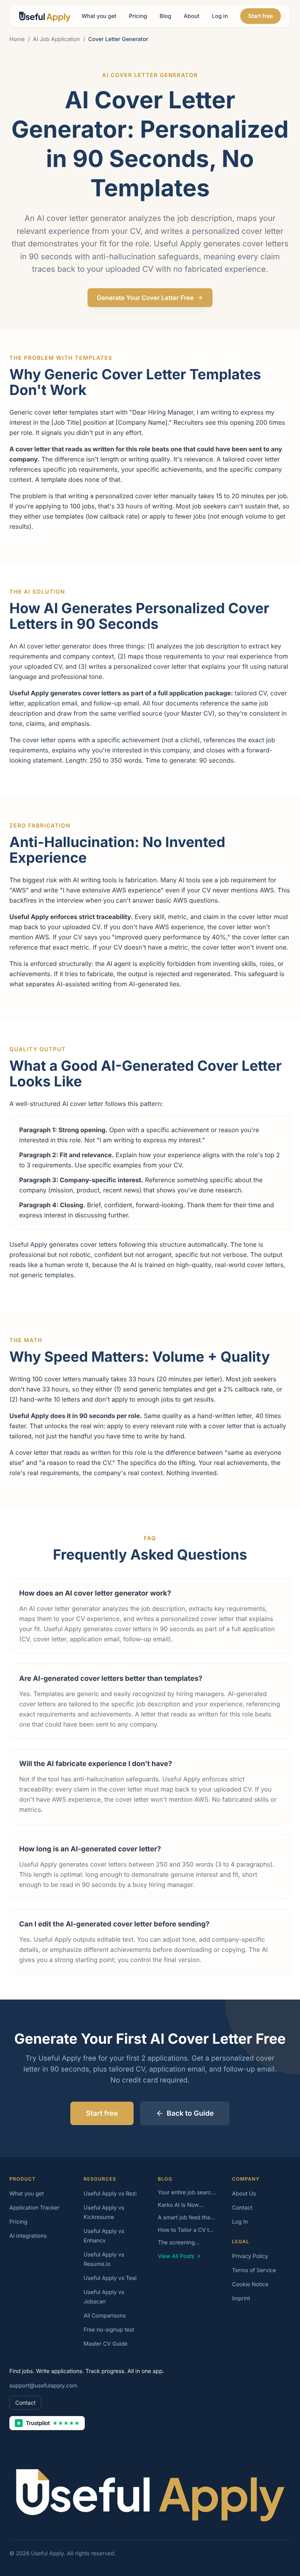 Useful Apply
What you get
Pricing
Blog
About
Log in
Start free
Home / AI Job Application / Cover Letter Generator
AI COVER LETTER GENERATOR
AI Cover Letter
Generator: Personalized
in 90 Seconds, No
Templates
An AI cover letter generator analyzes the job description, maps your
relevant experience from your CV, and writes a personalized cover letter
that demonstrates your fit for the role. Useful Apply generates cover letters
in 90 seconds with anti-hallucination safeguards, meaning every claim
traces back to your uploaded CV with no fabricated experience.
Generate Your Cover Letter Free →
THE PROBLEM WITH TEMPLATES
Why Generic Cover Letter Templates
Don't Work
Generic cover letter templates start with "Dear Hiring Manager, I am writing to express my
interest in the [Job Title] position at [Company Name]." Recruiters see this opening 200 times
per role. It signals you didn't put in any effort.
A cover letter that reads as written for this role beats one that could have been sent to any
company. The difference isn't length or writing quality. It's relevance. A tailored cover letter
references specific job requirements, your specific achievements, and the specific company
context. A template does none of that.
The problem is that writing a personalized cover letter manually takes 15 to 20 minutes per job.
If you're applying to 100 jobs, that's 33 hours of writing. Most job seekers can't sustain that, so
they either use templates (low callback rate) or apply to fewer jobs (not enough volume to get
results).
THE AI SOLUTION
How AI Generates Personalized Cover
Letters in 90 Seconds
An AI cover letter generator does three things: (1) analyzes the job description to extract key
requirements and company context, (2) maps those requirements to your real experience from
your uploaded CV, and (3) writes a personalized cover letter that explains your fit using natural
language and professional tone.
Useful Apply generates cover letters as part of a full application package: tailored CV, cover
letter, application email, and follow-up email. All four documents reference the same job
description and draw from the same verified source (your Master CV), so they're consistent in
tone, claims, and emphasis.
The cover letter opens with a specific achievement (not a cliché), references the exact job
requirements, explains why you're interested in this company, and closes with a forward-
looking statement. Length: 250 to 350 words. Time to generate: 90 seconds.
ZERO FABRICATION
Anti-Hallucination: No Invented
Experience
The biggest risk with AI writing tools is fabrication. Many AI tools see a job requirement for
"AWS" and write "I have extensive AWS experience" even if your CV never mentions AWS. This
backfires in the interview when you can't answer basic AWS questions.
Useful Apply enforces strict traceability. Every skill, metric, and claim in the cover letter must
map back to your uploaded CV. If you don't have AWS experience, the cover letter won't
mention AWS. If your CV says you "improved query performance by 40%," the cover letter can
reference that exact metric. If your CV doesn't have a metric, the cover letter won't invent one.
This is enforced structurally: the AI agent is explicitly forbidden from inventing skills, roles, or
achievements. If it tries to fabricate, the output is rejected and regenerated. This safeguard is
what separates AI-assisted writing from AI-generated lies.
QUALITY OUTPUT
What a Good AI-Generated Cover Letter
Looks Like
A well-structured AI cover letter follows this pattern:
Paragraph 1: Strong opening. Open with a specific achievement or reason you're
interested in this role. Not "I am writing to express my interest."
Paragraph 2: Fit and relevance. Explain how your experience aligns with the role's top 2
to 3 requirements. Use specific examples from your CV.
Paragraph 3: Company-specific interest. Reference something specific about the
company (mission, product, recent news) that shows you've done research.
Paragraph 4: Closing. Brief, confident, forward-looking. Thank them for their time and
express interest in discussing further.
Useful Apply generates cover letters following this structure automatically. The tone is
professional but not robotic, confident but not arrogant, specific but not verbose. The output
reads like a human wrote it, because the AI is trained on high-quality, real-world cover letters,
not generic templates.
THE MATH
Why Speed Matters: Volume + Quality
Writing 100 cover letters manually takes 33 hours (20 minutes per letter). Most job seekers
don't have 33 hours, so they either (1) send generic templates and get a 2% callback rate, or
(2) hand-write 10 letters and don't apply to enough jobs to get results.
Useful Apply does it in 90 seconds per role. Same quality as a hand-written letter, 40 times
faster. That unlocks the real win: apply to every relevant role with a cover letter that is actually
tailored, not just the handful you have time to write by hand.
A cover letter that reads as written for this role is the difference between "same as everyone
else" and "a reason to read the CV." The specifics do the lifting. Your real achievements, the
role's real requirements, the company's real context. Nothing invented.
FAQ
Frequently Asked Questions
How does an AI cover letter generator work?
An AI cover letter generator analyzes the job description, extracts key requirements,
maps them to your CV experience, and writes a personalized cover letter that explains
your fit. Useful Apply generates cover letters in 90 seconds as part of a full application
(CV, cover letter, application email, follow-up email).
Are AI-generated cover letters better than templates?
Yes. Templates are generic and easily recognized by hiring managers. AI-generated
cover letters are tailored to the specific job description and your experience, referencing
exact requirements and achievements. A letter that reads as written for this role beats
one that could have been sent to any company.
Will the AI fabricate experience I don't have?
Not if the tool has anti-hallucination safeguards. Useful Apply enforces strict
traceability: every claim in the cover letter must map back to your uploaded CV. If you
don't have AWS experience, the cover letter won't mention AWS. No fabricated skills or
metrics.
How long is an AI-generated cover letter?
Useful Apply generates cover letters between 250 and 350 words (3 to 4 paragraphs).
This length is optimal: long enough to demonstrate genuine interest and fit, short
enough to be read in 90 seconds by a busy hiring manager.
Can I edit the AI-generated cover letter before sending?
Yes. Useful Apply outputs editable text. You can adjust tone, add company-specific
details, or emphasize different achievements before downloading or copying. The AI
gives you a strong starting point; you control the final version.
Generate Your First AI Cover Letter Free
Try Useful Apply free for your first 2 applications. Get a personalized cover
letter in 90 seconds, plus tailored CV, application email, and follow-up email.
No credit card required.
Start free
← Back to Guide
PRODUCT
What you get
Application Tracker
Pricing
AI Integrations
RESOURCES
Useful Apply vs Rezi
Useful Apply vs
Kickresume
Useful Apply vs
Enhancv
Useful Apply vs
Resume.io
Useful Apply vs Teal
Useful Apply vs
Jobscan
All Comparisons
Free no-signup test
Master CV Guide
BLOG
Your entire job searc...
Karko AI Is Now...
A smart job feed tha...
How to Tailor a CV t...
The screening...
View All Posts
COMPANY
About Us
Contact
Log In
LEGAL
Privacy Policy
Terms of Service
Cookie Notice
Imprint
Find jobs. Write applications. Track progress. All in one app.
support@usefulapply.com
Contact
Trustpilot ★★★★★
Useful Apply
© 2026 Useful Apply. All rights reserved.